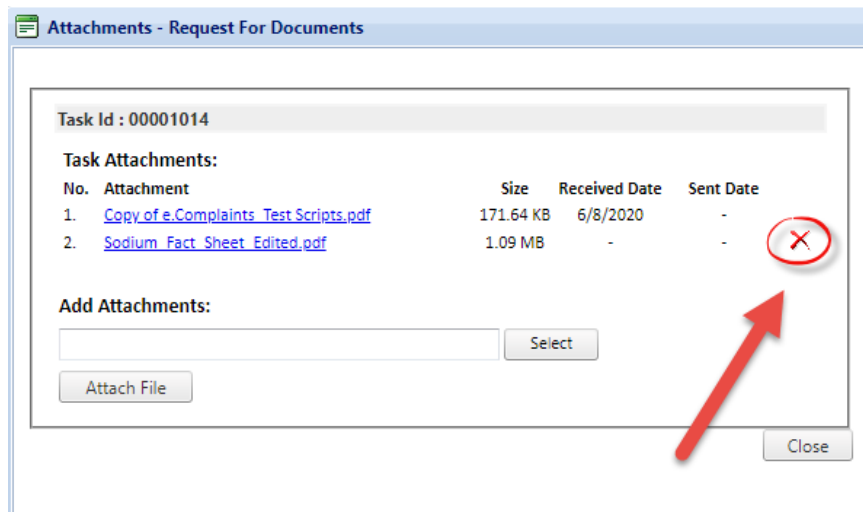 Attachments - Request For Documents
Task Id : 00001014
Task Attachments:
No. Attachment Size Received Date Sent Date
1. Copy of e.Complaints_Test Scripts.pdf 171.64 KB 6/8/2020 -
2. Sodium_Fact_Sheet_Edited.pdf 1.09 MB - -
Add Attachments:
Select
Attach File
Close